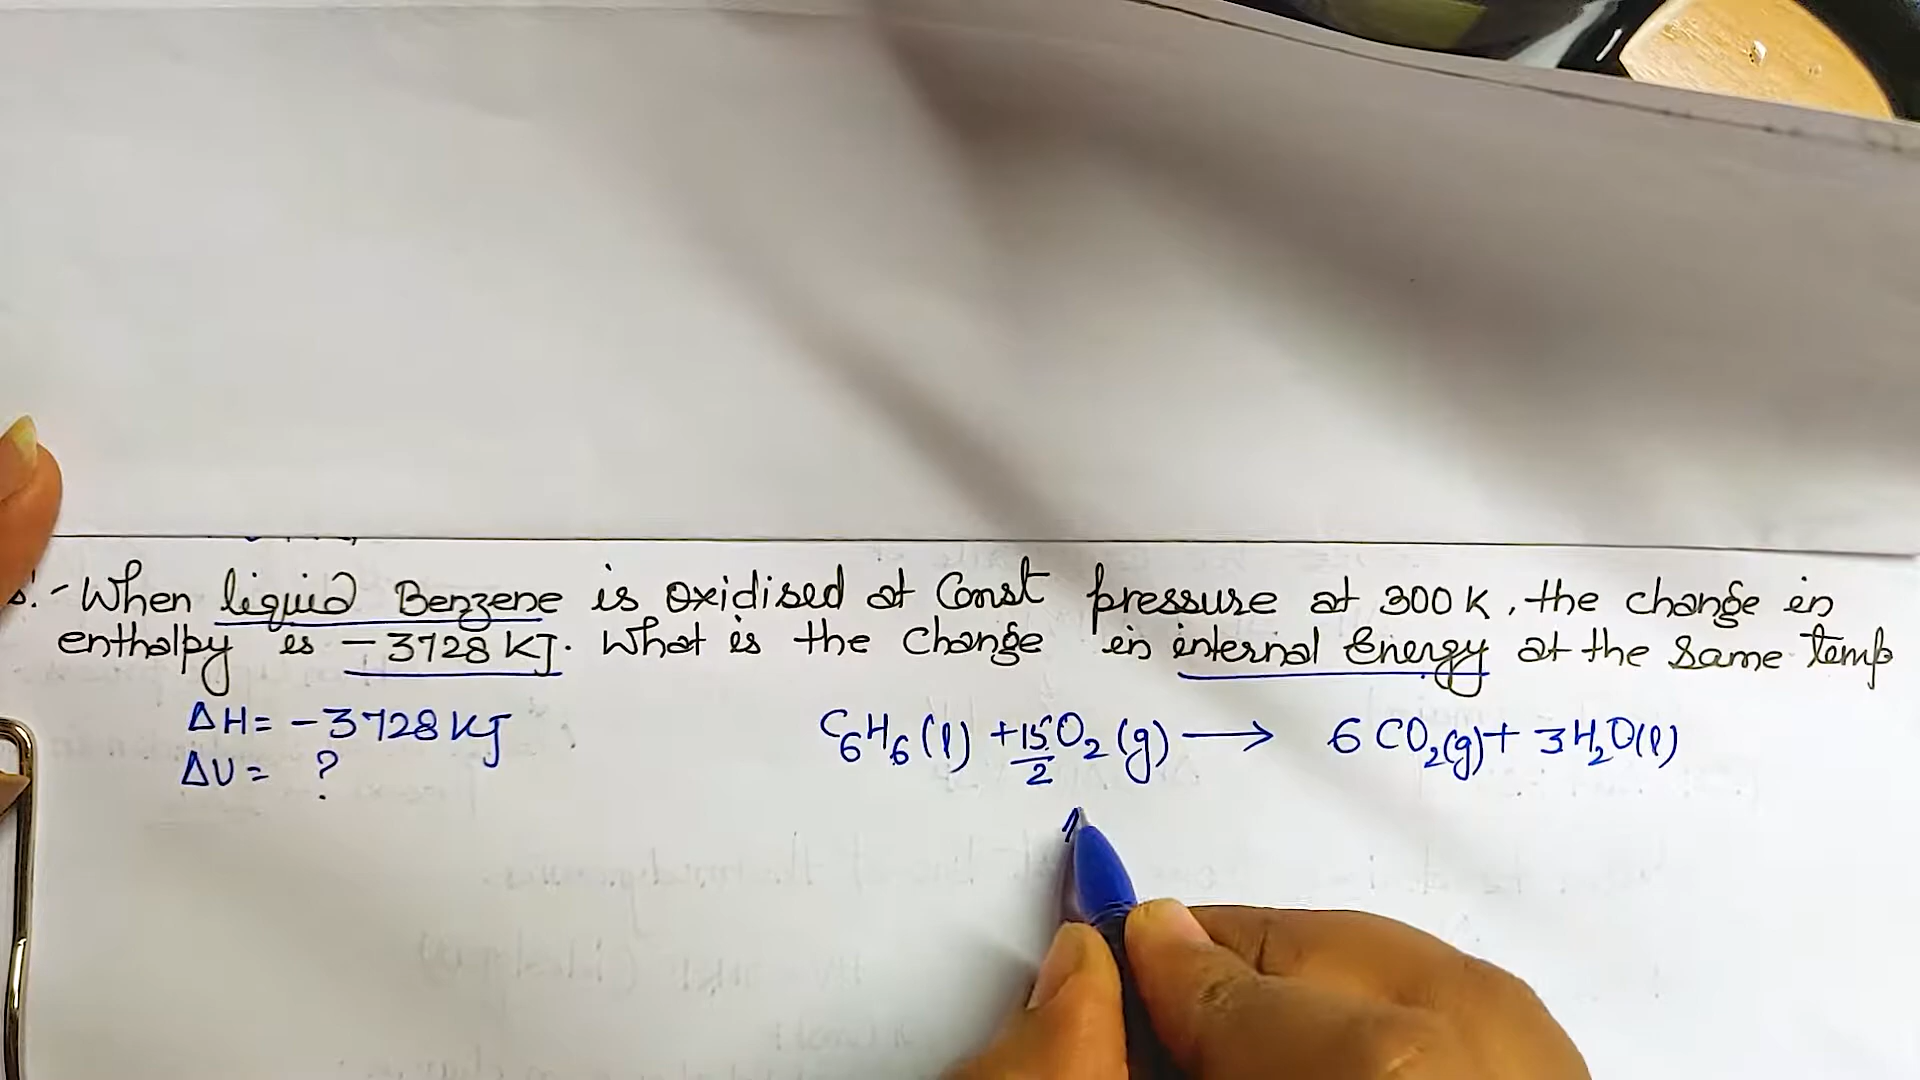 :- When liquid Benzene is oxidised at Const pressure at 300 K, the change in
enthalpy is -3728 KJ. What is the change in internal Energy at the same temp
ΔH = -3728 KJ
ΔU = ?
C₆H₆(l) + 15/2 O₂(g) ⟶ 6 CO₂(g) + 3H₂O(l)